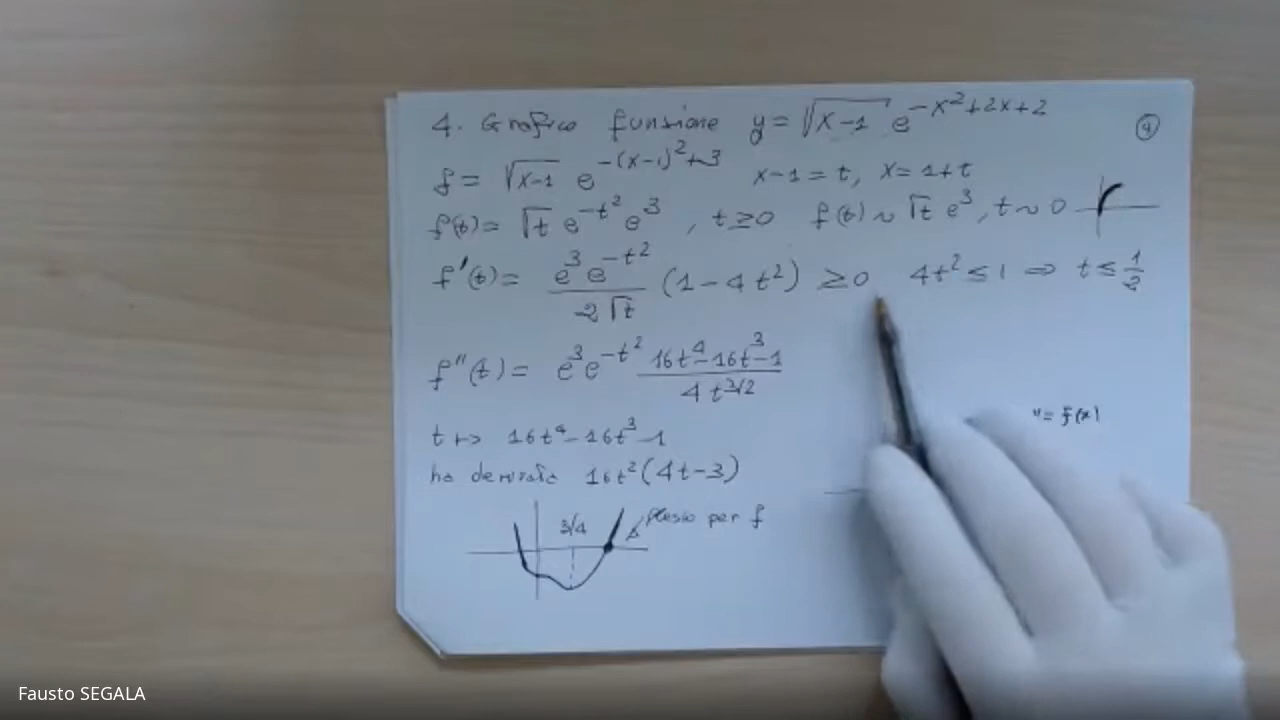 4. Grafico funzione y = √x-1 e^-x²+2x+2
④
f = √x-1 e^-(x-1)²+3 x-1 = t, x = 1+t
f(t) = √t e^-t² e³ , t ≥ 0 f(t) ~ √t e³, t ~ 0
f'(t) = e³ e^-t² / 2√t (1-4t²) ≥ 0 4t² ≤ 1 ⇒ t ≤ 1/2
f''(t) = e³ e^-t² 16t⁴-16t³-1 / 4t^3/2
t ↦ 16t⁴-16t³-1
ha derivata 16t²(4t-3)
3/4 flesso per f
= f(x)
Fausto SEGALA